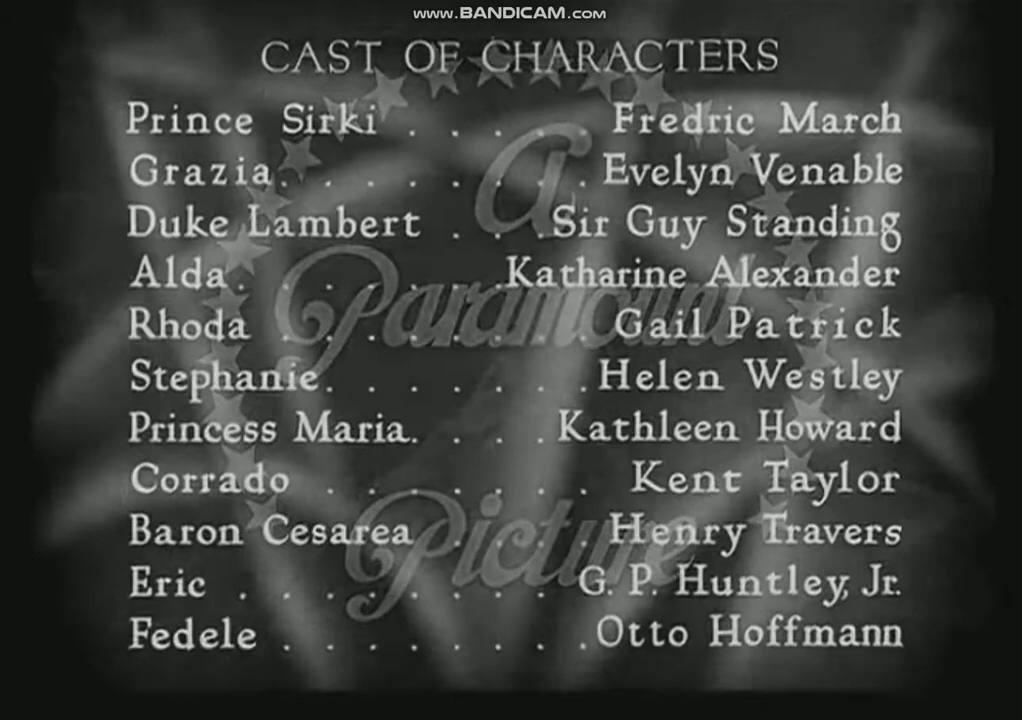 www.BANDICAM.com
CAST OF CHARACTERS
Prince Sirki . . . . . Fredric March
Grazia. . . . . . . . Evelyn Venable
Duke Lambert . . .Sir Guy Standing
Alda. . . . . . .Katharine Alexander
Rhoda . . . . . . . . Gail Patrick
Stephanie. . . . . . .Helen Westley
Princess Maria. . . .Kathleen Howard
Corrado . . . . . . . Kent Taylor
Baron Cesarea . . . .Henry Travers
Eric . . . . . . . . G. P. Huntley, Jr.
Fedele . . . . . . . .Otto Hoffmann
A
Paramount
Picture